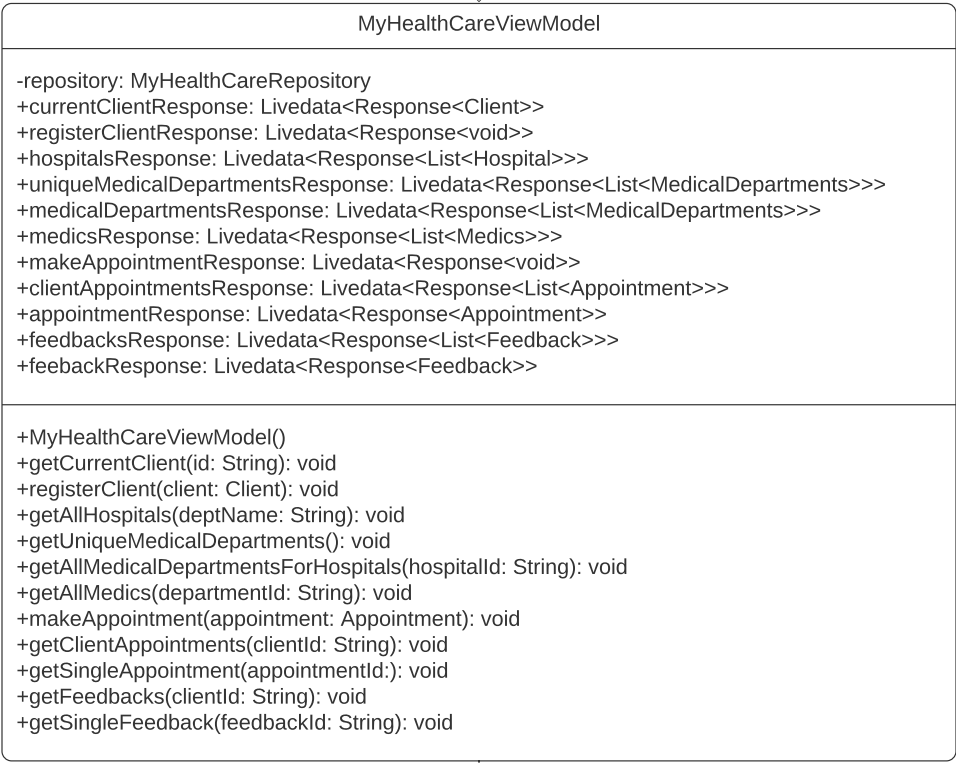 MyHealthCareViewModel
-repository: MyHealthCareRepository
+currentClientResponse: Livedata<Response<Client>>
+registerClientResponse: Livedata<Response<void>>
+hospitalsResponse: Livedata<Response<List<Hospital>>>
+uniqueMedicalDepartmentsResponse: Livedata<Response<List<MedicalDepartments>>>
+medicalDepartmentsResponse: Livedata<Response<List<MedicalDepartments>>>
+medicsResponse: Livedata<Response<List<Medics>>>
+makeAppointmentResponse: Livedata<Response<void>>
+clientAppointmentsResponse: Livedata<Response<List<Appointment>>>
+appointmentResponse: Livedata<Response<Appointment>>
+feedbacksResponse: Livedata<Response<List<Feedback>>>
+feebackResponse: Livedata<Response<Feedback>>
+MyHealthCareViewModel()
+getCurrentClient(id: String): void
+registerClient(client: Client): void
+getAllHospitals(deptName: String): void
+getUniqueMedicalDepartments(): void
+getAllMedicalDepartmentsForHospitals(hospitalId: String): void
+getAllMedics(departmentId: String): void
+makeAppointment(appointment: Appointment): void
+getClientAppointments(clientId: String): void
+getSingleAppointment(appointmentId:): void
+getFeedbacks(clientId: String): void
+getSingleFeedback(feedbackId: String): void